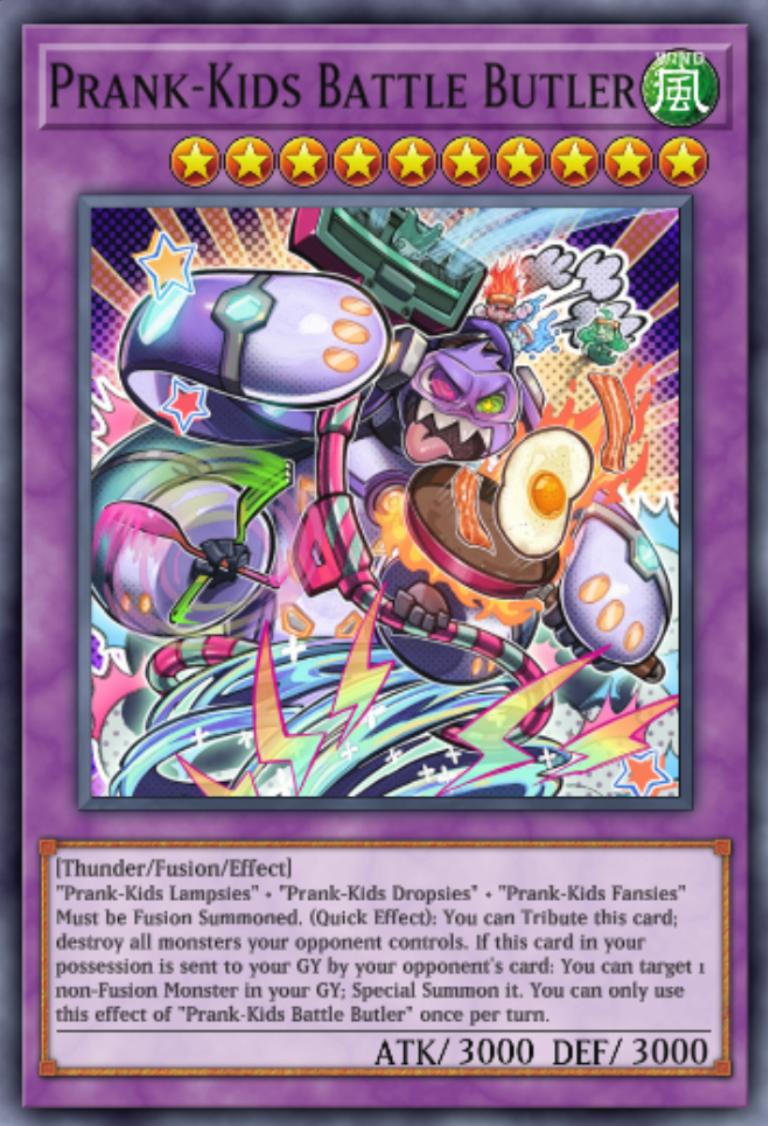 PRANK-KIDS BATTLE BUTLER
WIND
風
[Thunder/Fusion/Effect]
"Prank-Kids Lampsies" + "Prank-Kids Dropsies" + "Prank-Kids Fansies"
Must be Fusion Summoned. (Quick Effect): You can Tribute this card;
destroy all monsters your opponent controls. If this card in your
possession is sent to your GY by your opponent's card: You can target 1
non-Fusion Monster in your GY; Special Summon it. You can only use
this effect of "Prank-Kids Battle Butler" once per turn.
ATK/ 3000 DEF/ 3000